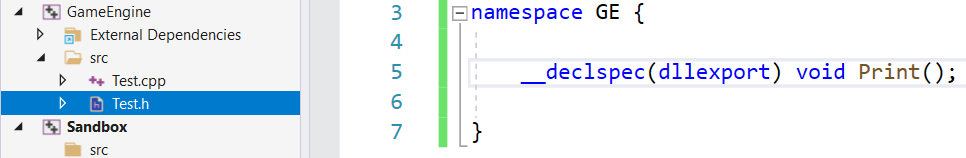 GameEngine
External Dependencies
src
++ Test.cpp
h Test.h
Sandbox
src
3 namespace GE {
4
5 __declspec(dllexport) void Print();
6
7 }